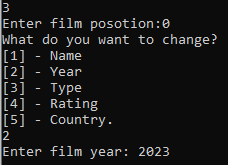 3
Enter film posotion:0
What do you want to change?
[1] - Name
[2] - Year
[3] - Type
[4] - Rating
[5] - Country.
2
Enter film year: 2023